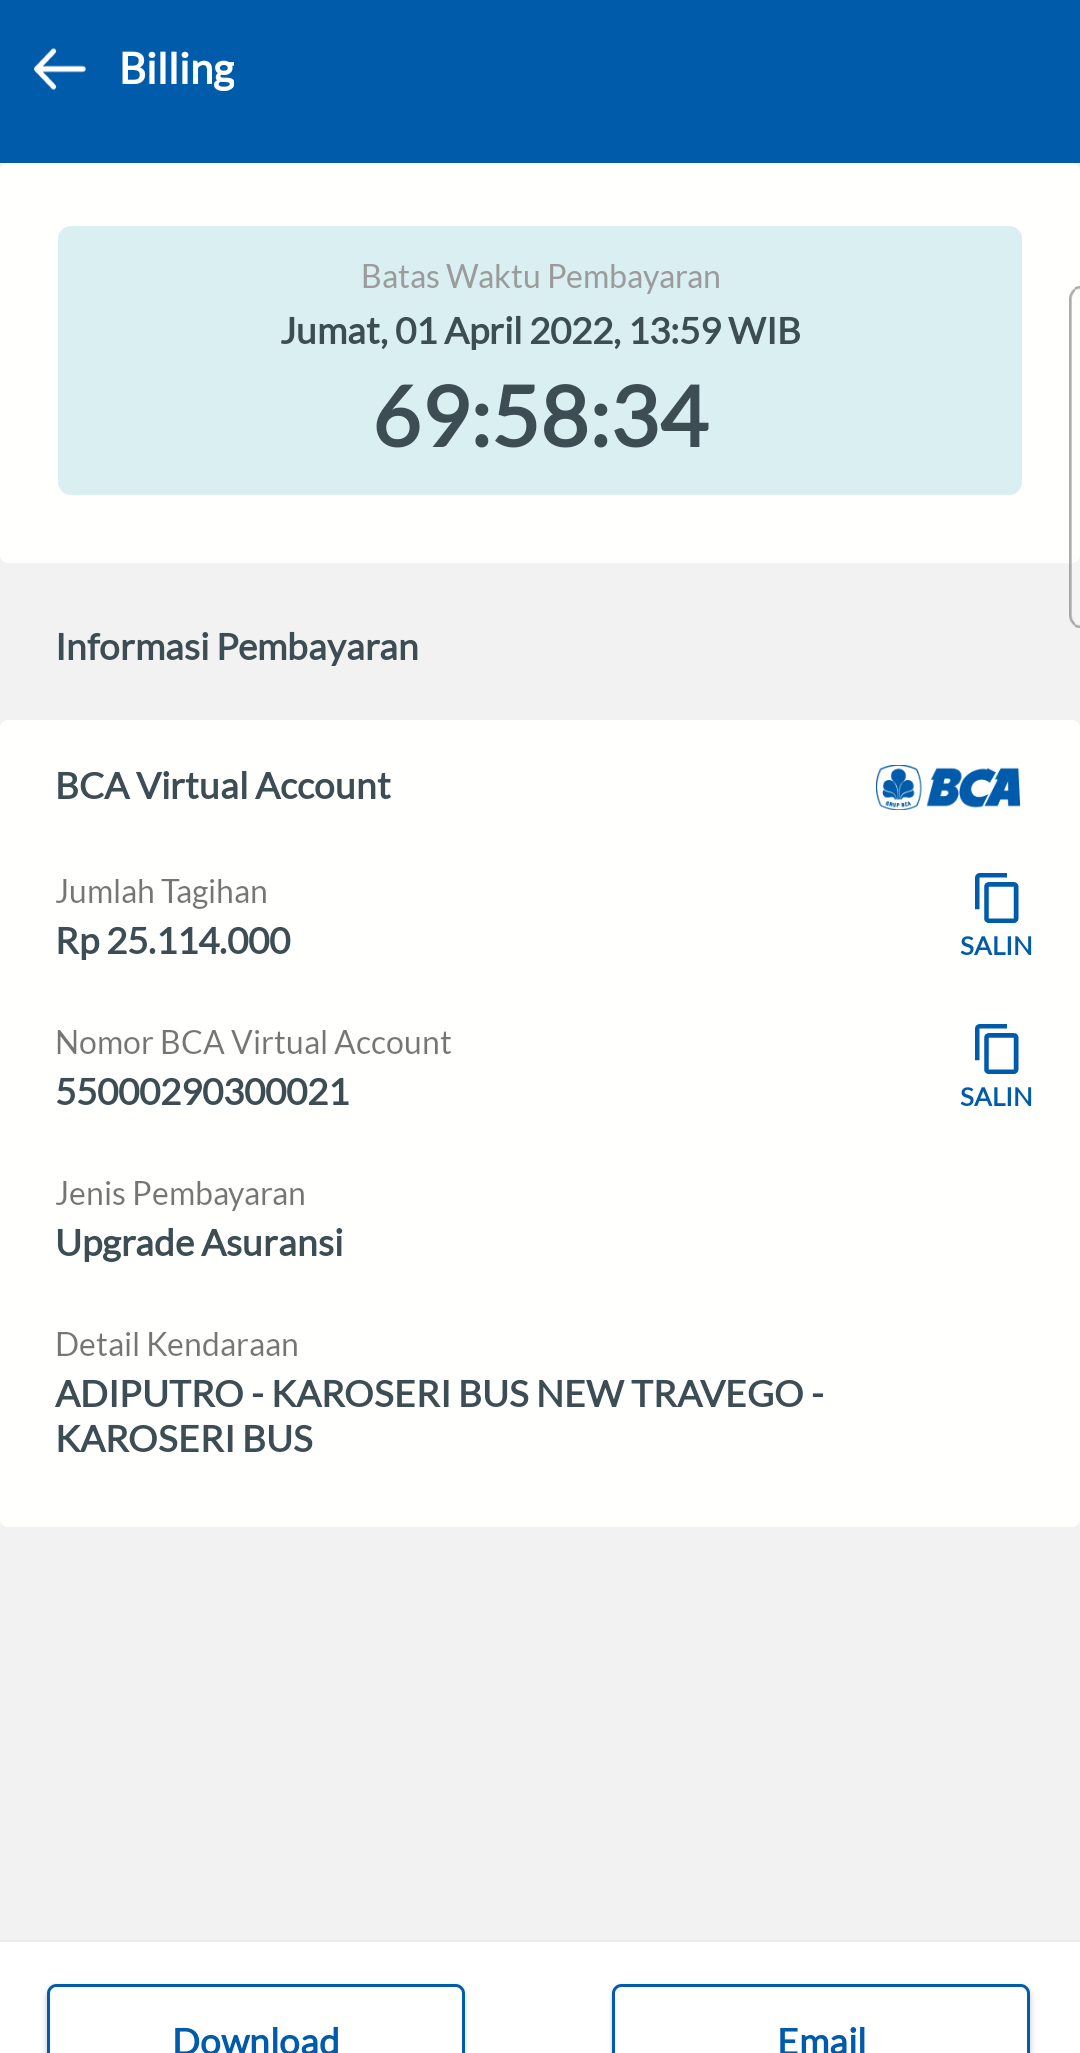 Billing
Batas Waktu Pembayaran
Jumat, 01 April 2022, 13:59 WIB
69:58:34
Informasi Pembayaran
BCA Virtual Account
GRUP BCA
BCA
Jumlah Tagihan
Rp 25.114.000
SALIN
Nomor BCA Virtual Account
55000290300021
SALIN
Jenis Pembayaran
Upgrade Asuransi
Detail Kendaraan
ADIPUTRO - KAROSERI BUS NEW TRAVEGO -
KAROSERI BUS
Download
Email